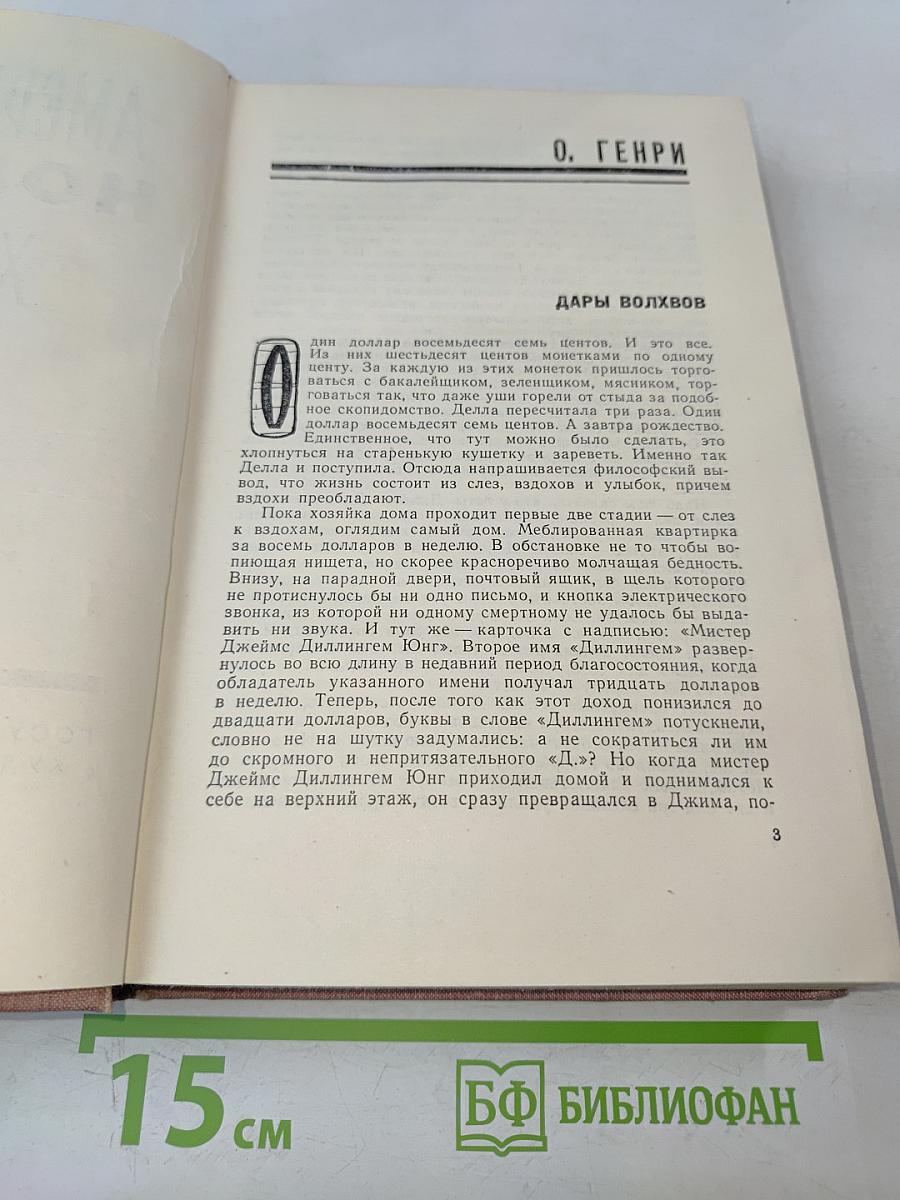 О. ГЕНРИ
ДАРЫ ВОЛХВОВ
Один доллар восемьдесят семь центов. И это все.
Из них шестьдесят центов монетками по одному
центу. За каждую из этих монеток пришлось торго-
ваться с бакалейщиком, зеленщиком, мясником, тор-
говаться так, что даже уши горели от стыда за подоб-
ное скопидомство. Делла пересчитала три раза. Один
доллар восемьдесят семь центов. А завтра рождество.
Единственное, что тут можно было сделать, это
хлопнуться на старенькую кушетку и зареветь. Именно так
Делла и поступила. Отсюда напрашивается философский вы-
вод, что жизнь состоит из слез, вздохов и улыбок, причем
вздохи преобладают.
Пока хозяйка дома проходит первые две стадии — от слез
к вздохам, оглядим самый дом. Меблированная квартирка
за восемь долларов в неделю. В обстановке не то чтобы во-
пиющая нищета, но скорее красноречиво молчащая бедность.
Внизу, на парадной двери, почтовый ящик, в щель которого
не протиснулось бы ни одно письмо, и кнопка электрического
звонка, из которой ни одному смертному не удалось бы выда-
вить ни звука. И тут же — карточка с надписью: «Мистер
Джеймс Диллингем Юнг». Второе имя «Диллингем» развер-
нулось во всю длину в недавний период благосостояния, когда
обладатель указанного имени получал тридцать долларов
в неделю. Теперь, после того как этот доход понизился до
двадцати долларов, буквы в слове «Диллингем» потускнели,
словно не на шутку задумались: а не сократиться ли им
до скромного и непритязательного «Д.»? Но когда мистер
Джеймс Диллингем Юнг приходил домой и поднимался к
себе на верхний этаж, он сразу превращался в Джима, по-
3
15 см
БФ БИБЛИОФАН